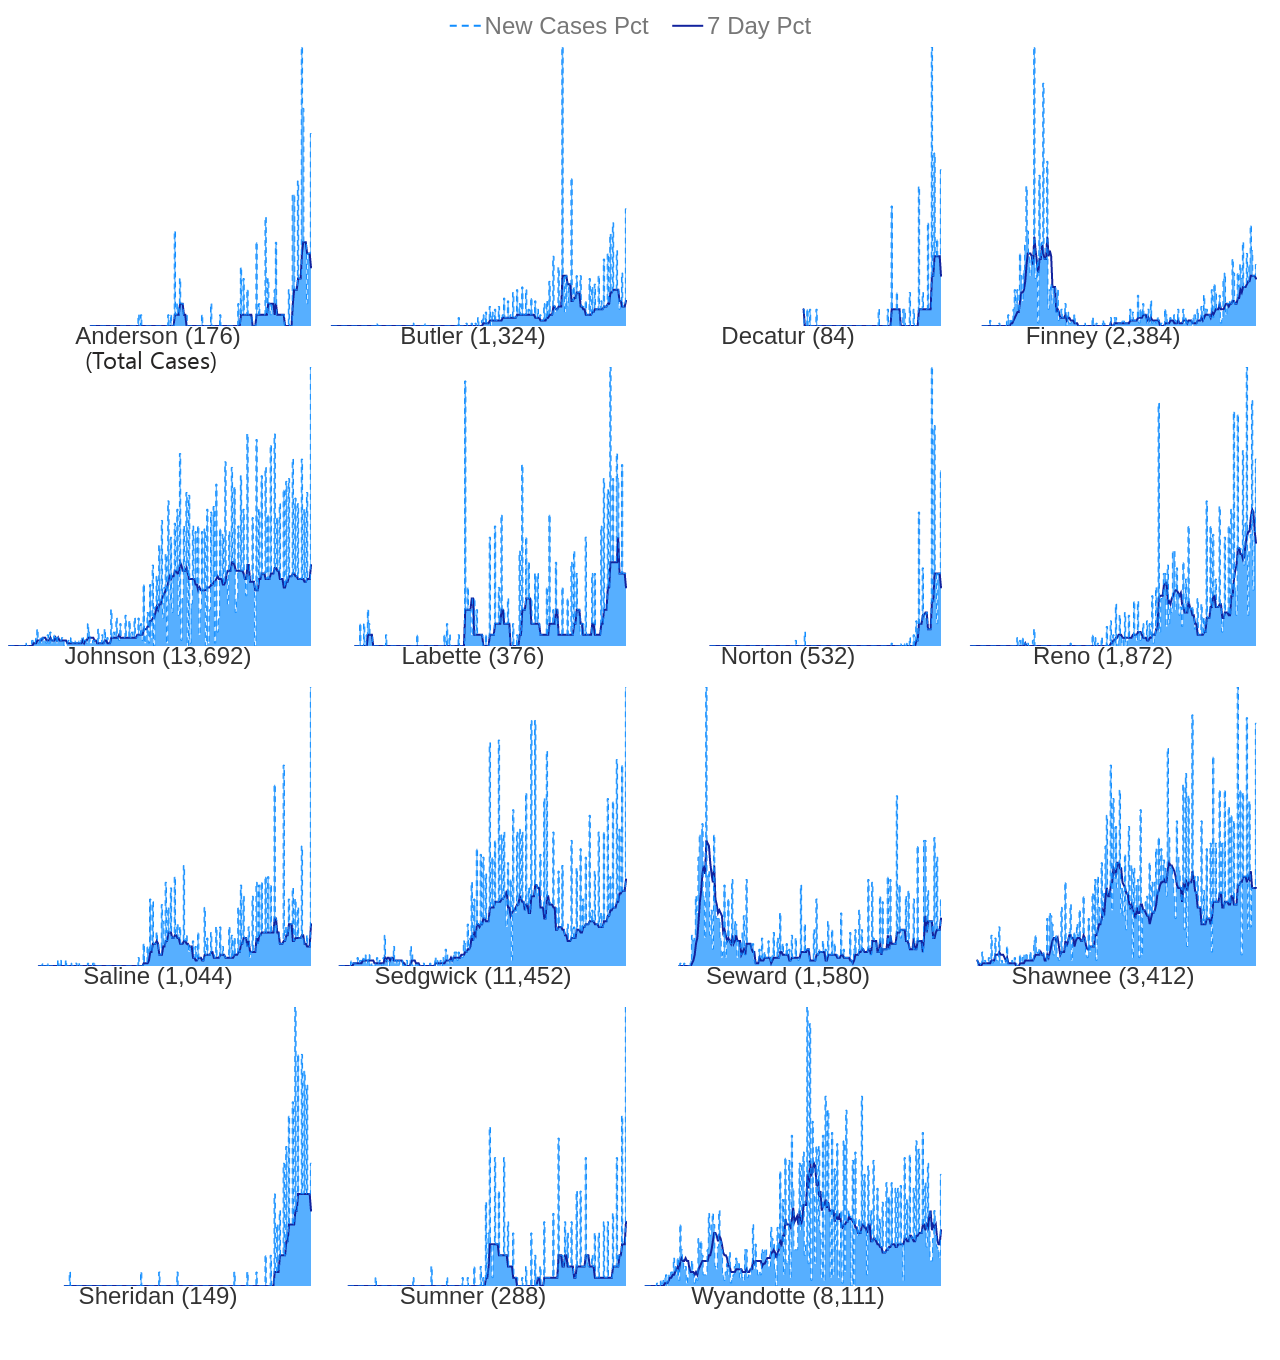 New Cases Pct 7 Day Pct
Anderson (176) Butler (1,324) Decatur (84) Finney (2,384)
(Total Cases)
Johnson (13,692) Labette (376) Norton (532) Reno (1,872)
Saline (1,044) Sedgwick (11,452) Seward (1,580) Shawnee (3,412)
Sheridan (149) Sumner (288) Wyandotte (8,111)